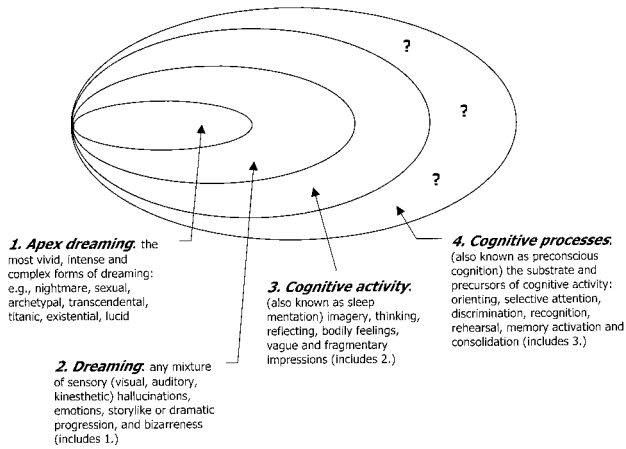 ?
?
?
1. Apex dreaming: the
most vivid, intense and
complex forms of dreaming:
e.g., nightmare, sexual,
archetypal, transcendental,
titanic, existential, lucid
2. Dreaming: any mixture
of sensory (visual, auditory,
kinesthetic) hallucinations,
emotions, storylike or dramatic
progression, and bizarreness
(includes 1.)
3. Cognitive activity.
(also known as sleep
mentation) imagery, thinking,
reflecting, bodily feelings,
vague and fragmentary
impressions (includes 2.)
4. Cognitive processes.
(also known as preconscious
cognition) the substrate and
precursors of cognitive activity:
orienting, selective attention,
discrimination, recognition,
rehearsal, memory activation and
consolidation (includes 3.)